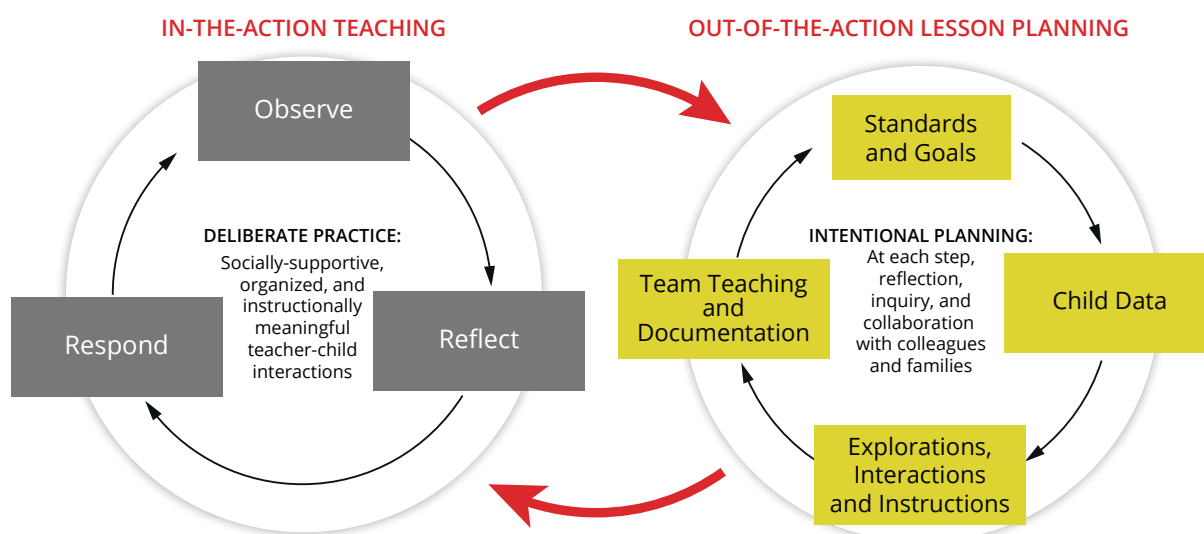 IN-THE-ACTION TEACHING
Observe
DELIBERATE PRACTICE:
Socially-supportive,
organized, and
instructionally
meaningful
teacher-child
interactions
Respond
Reflect
OUT-OF-THE-ACTION LESSON PLANNING
Standards
and Goals
INTENTIONAL PLANNING:
At each step,
reflection,
inquiry, and
collaboration
with colleagues
and families
Team Teaching
and
Documentation
Child Data
Explorations,
Interactions
and Instructions